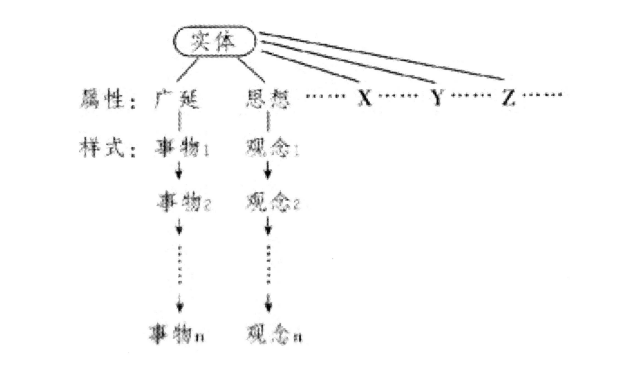 实体
属性：广延 思想 …… X …… Y …… Z ……
样式：事物1 观念1
事物2 观念2
事物n 观念n